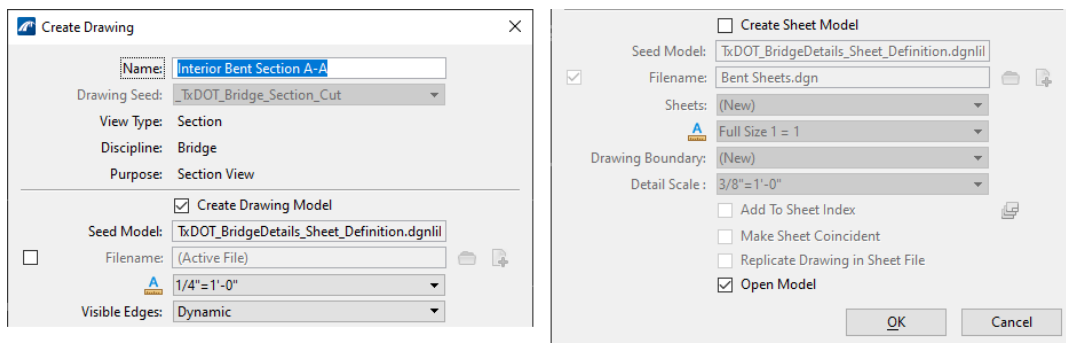 Create Drawing
Name: Interior Bent Section A-A
Drawing Seed: _TxDOT_Bridge_Section_Cut
View Type: Section
Discipline: Bridge
Purpose: Section View
Create Drawing Model
Seed Model: TxDOT_BridgeDetails_Sheet_Definition.dgnlil
Filename: (Active File)
A 1/4"=1'-0"
Visible Edges: Dynamic
Create Sheet Model
Seed Model: TxDOT_BridgeDetails_Sheet_Definition.dgnlil
Filename: Bent Sheets.dgn
Sheets: (New)
A Full Size 1 = 1
Drawing Boundary: (New)
Detail Scale : 3/8"=1'-0"
Add To Sheet Index
Make Sheet Coincident
Replicate Drawing in Sheet File
Open Model
OK Cancel